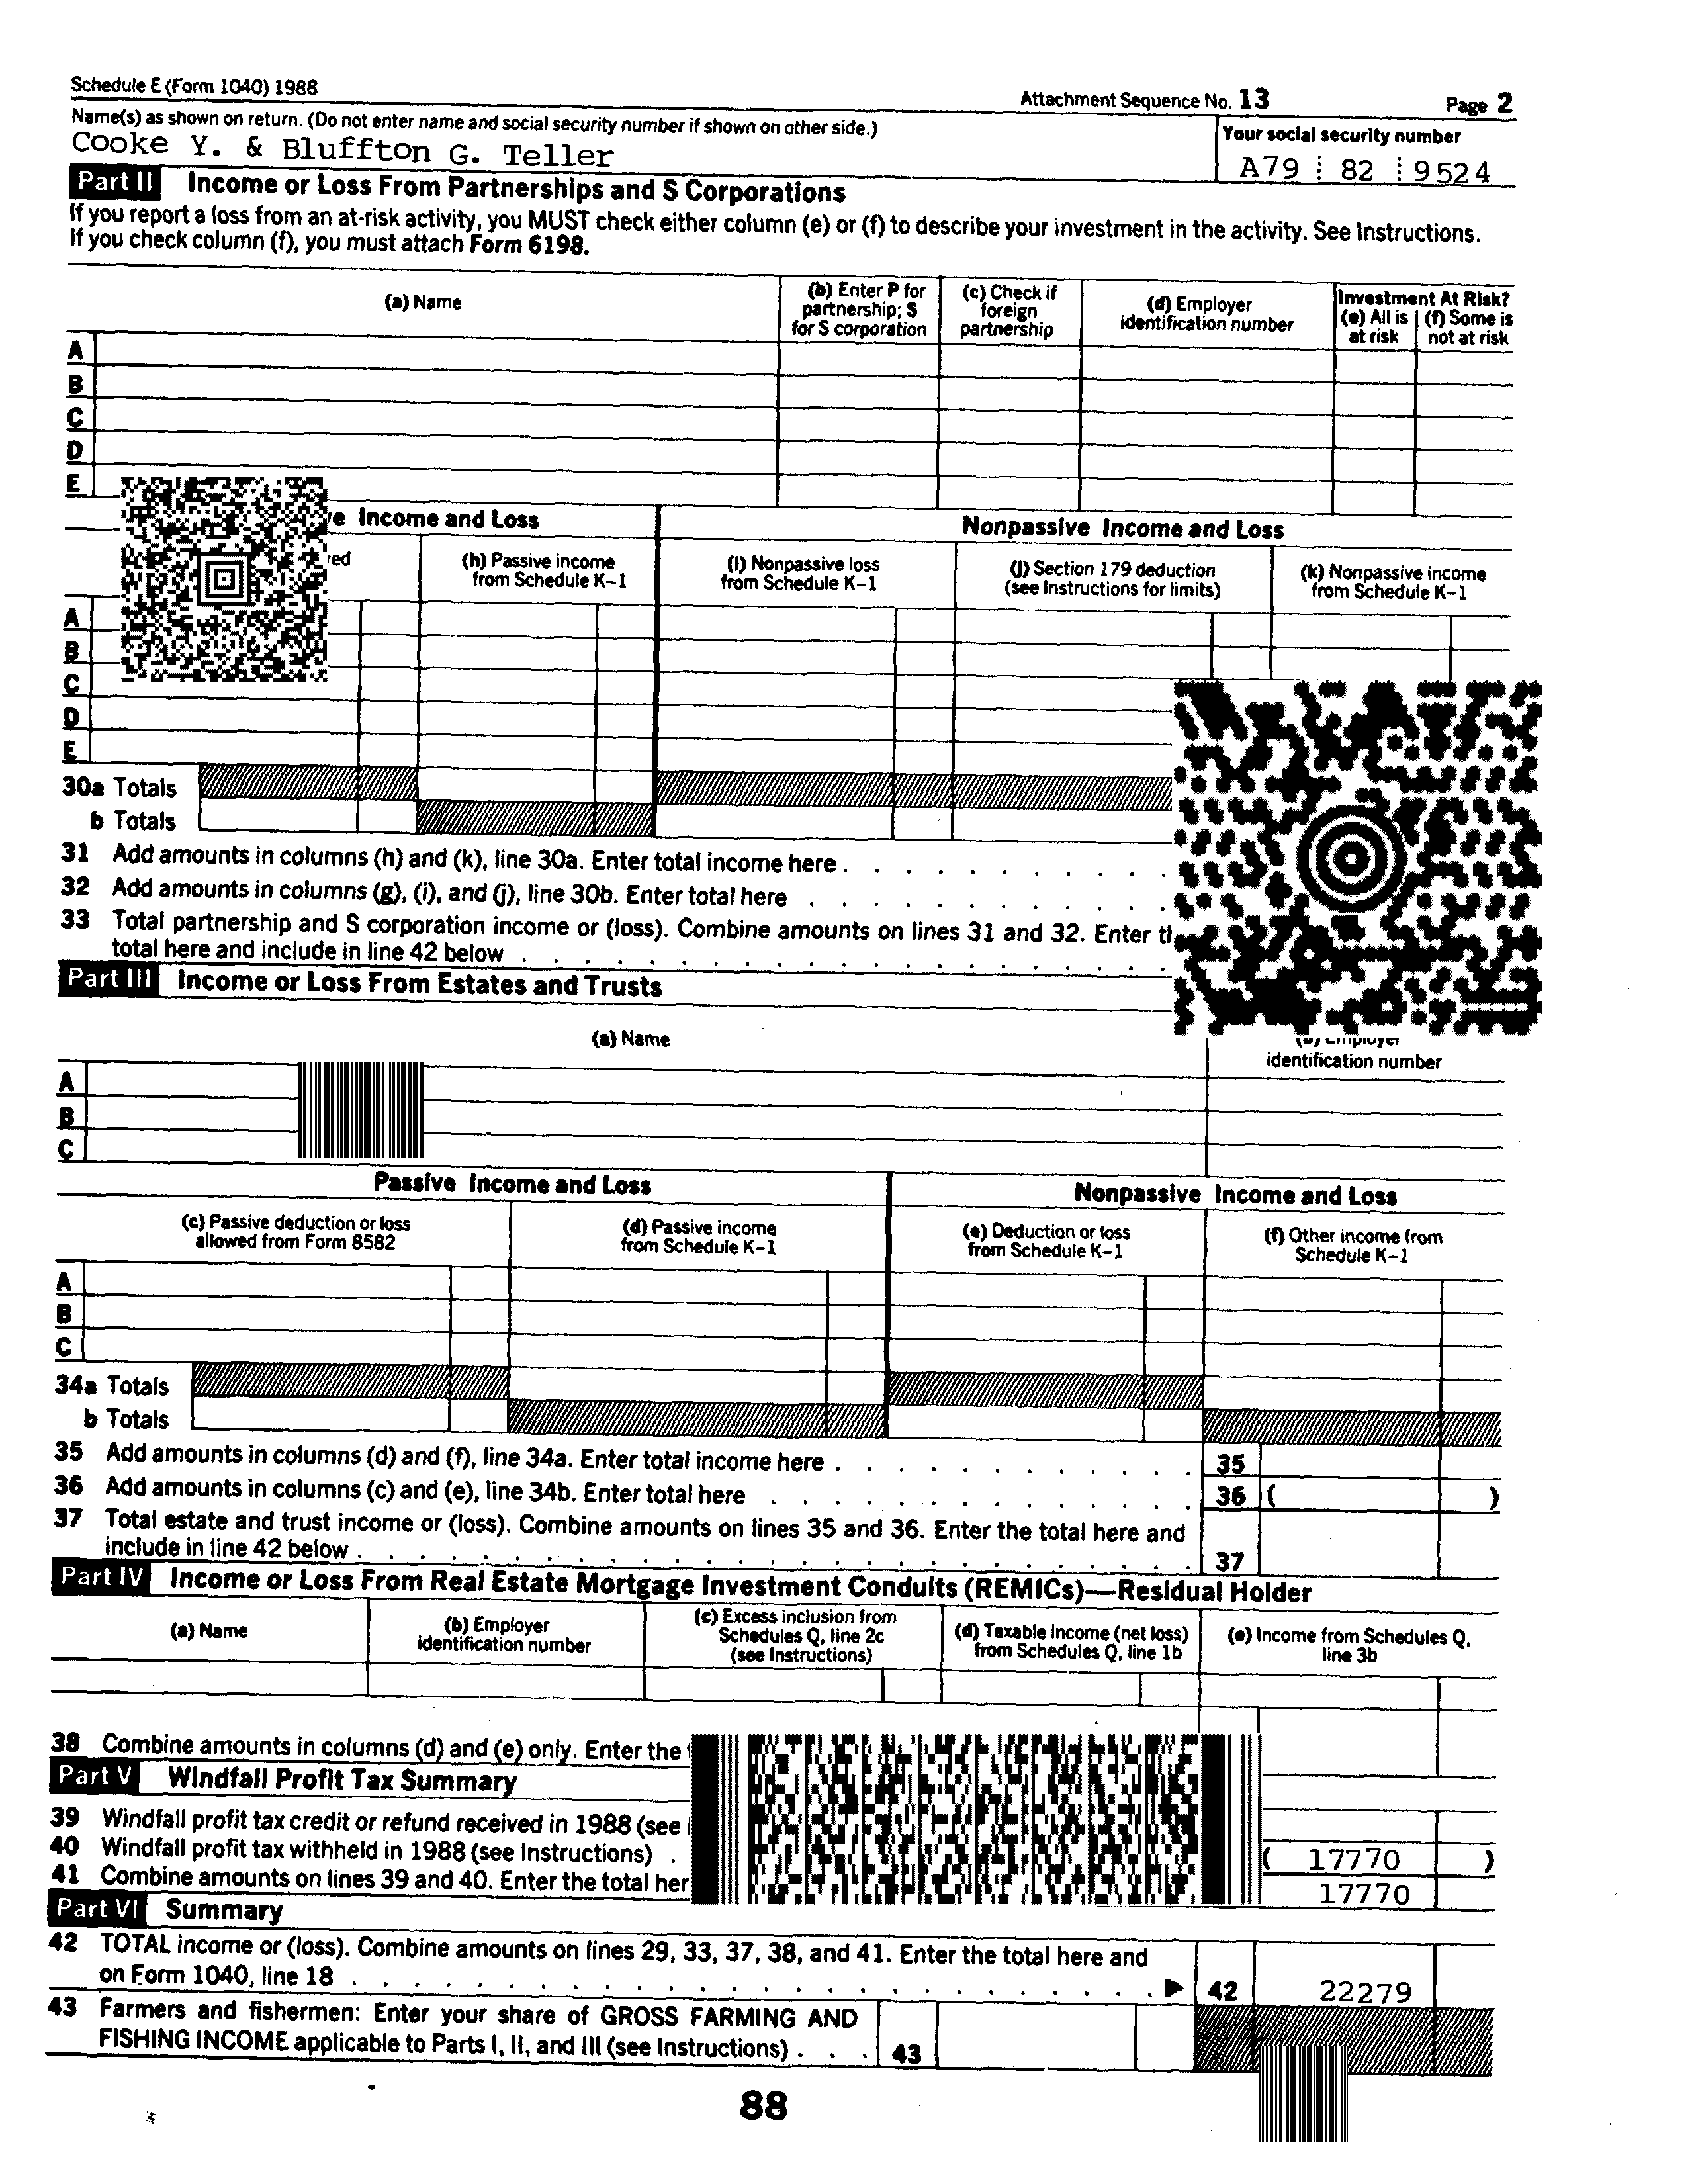 Schedule E (Form 1040) 1988
Attachment Sequence No. 13 Page 2
Name(s) as shown on return. (Do not enter name and social security number if shown on other side.)
Your social security number
Cooke Y. & Bluffton G. Teller
A79 82 9524
Part II Income or Loss From Partnerships and S Corporations
If you report a loss from an at-risk activity, you MUST check either column (e) or (f) to describe your investment in the activity. See Instructions.
If you check column (f), you must attach Form 6198.
(a) Name
(b) Enter P for partnership; S for S corporation
(c) Check if foreign partnership
(d) Employer identification number
Investment At Risk?
(e) All is at risk
(f) Some is not at risk
A
B
C
D
E
Income and Loss
Nonpassive Income and Loss
(h) Passive income from Schedule K–1
(i) Nonpassive loss from Schedule K–1
(j) Section 179 deduction (see Instructions for limits)
(k) Nonpassive income from Schedule K–1
A
B
C
D
E
30a Totals
b Totals
31 Add amounts in columns (h) and (k), line 30a. Enter total income here
32 Add amounts in columns (g), (i), and (j), line 30b. Enter total here
33 Total partnership and S corporation income or (loss). Combine amounts on lines 31 and 32. Enter
total here and include in line 42 below
Part III Income or Loss From Estates and Trusts
(a) Name
identification number
A
B
C
Passive Income and Loss
Nonpassive Income and Loss
(c) Passive deduction or loss allowed from Form 8582
(d) Passive income from Schedule K–1
(e) Deduction or loss from Schedule K–1
(f) Other income from Schedule K–1
A
B
C
34a Totals
b Totals
35 Add amounts in columns (d) and (f), line 34a. Enter total income here 35
36 Add amounts in columns (c) and (e), line 34b. Enter total here 36 ( )
37 Total estate and trust income or (loss). Combine amounts on lines 35 and 36. Enter the total here and
include in line 42 below 37
Part IV Income or Loss From Real Estate Mortgage Investment Conduits (REMICs)—Residual Holder
(a) Name
(b) Employer identification number
(c) Excess inclusion from Schedules Q, line 2c (see Instructions)
(d) Taxable income (net loss) from Schedules Q, line 1b
(e) Income from Schedules Q, line 3b
38 Combine amounts in columns (d) and (e) only. Enter the
Part V Windfall Profit Tax Summary
39 Windfall profit tax credit or refund received in 1988 (see
40 Windfall profit tax withheld in 1988 (see Instructions) . ( 17770 )
41 Combine amounts on lines 39 and 40. Enter the total 17770
Part VI Summary
42 TOTAL income or (loss). Combine amounts on lines 29, 33, 37, 38, and 41. Enter the total here and
on Form 1040, line 18 42 22279
43 Farmers and fishermen: Enter your share of GROSS FARMING AND
FISHING INCOME applicable to Parts I, II, and III (see Instructions) 43
88